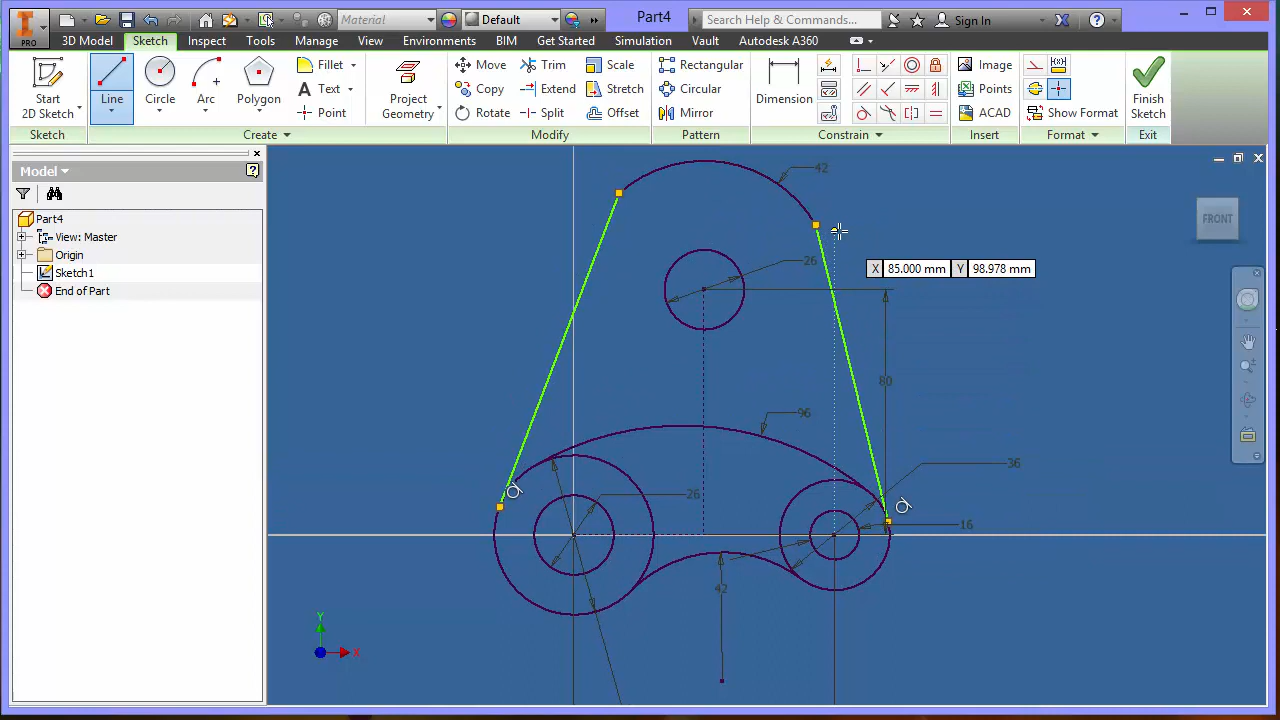 Material
Default
Part4
Search Help & Commands...
Sign In
PRO
3D Model
Sketch
Inspect
Tools
Manage
View
Environments
BIM
Get Started
Simulation
Vault
Autodesk A360
Start
2D Sketch
Line
Circle
Arc
Polygon
Fillet
Text
Point
Project
Geometry
Move
Trim
Scale
Copy
Extend
Stretch
Rotate
Split
Offset
Rectangular
Circular
Mirror
Dimension
Image
Points
ACAD
Show Format
Finish
Sketch
Sketch
Create
Modify
Pattern
Constrain
Insert
Format
Exit
Model
Part4
View: Master
Origin
Sketch1
End of Part
42
FRONT
26
X 85.000 mm Y 98.978 mm
80
96
36
26
16
42
Y
X